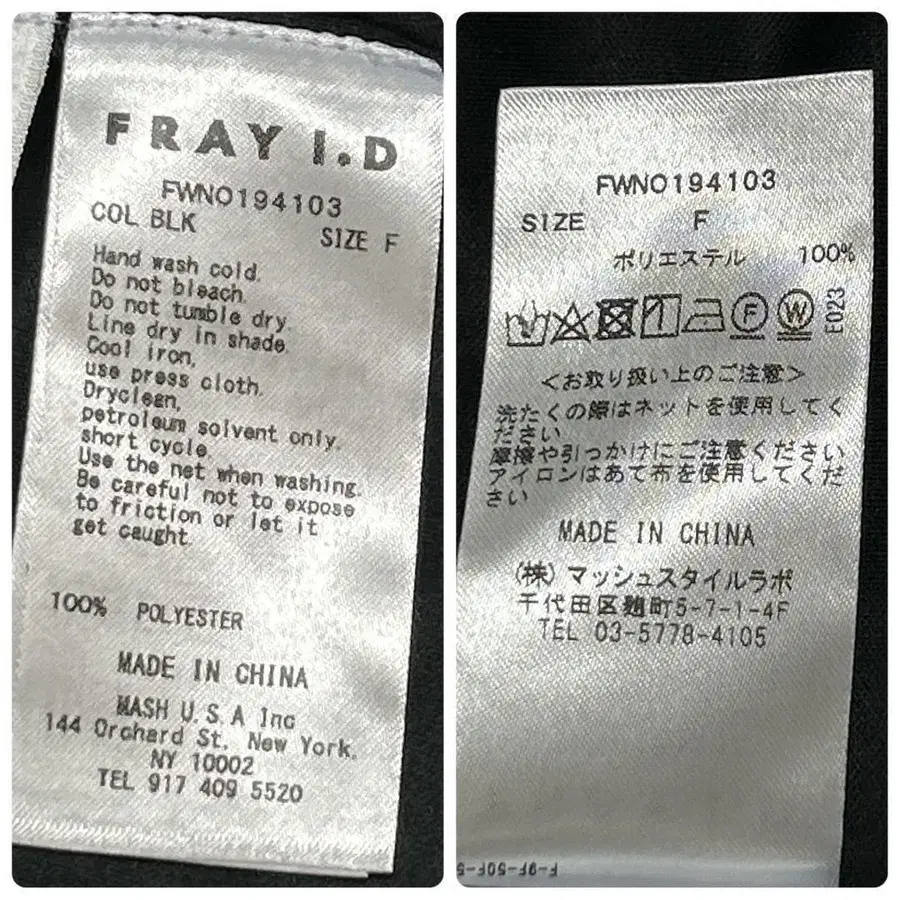 FRAY I.D
FWNO194103
COL BLK
SIZE F
Hand wash cold.
Do not bleach.
Do not tumble dry.
Line dry in shade.
Cool iron,
use press cloth.
Dryclean,
petroleum solvent only.
short cycle.
Use the net when washing.
Be careful not to expose
to friction or let it
get caught.
100% POLYESTER
MADE IN CHINA
MASH U.S.A Inc
144 Orchard St. New York.
NY 10002
TEL 917 409 5520
FWNO194103
SIZE F
ポリエステル 100%
F W
E023
＜お取り扱い上のご注意＞
洗たくの際はネットを使用してく
ださい
摩擦や引っかけにご注意ください
アイロンはあて布を使用してくだ
さい
MADE IN CHINA
(株) マッシュスタイルラボ
千代田区麹町5-7-1-4F
TEL 03-5778-4105